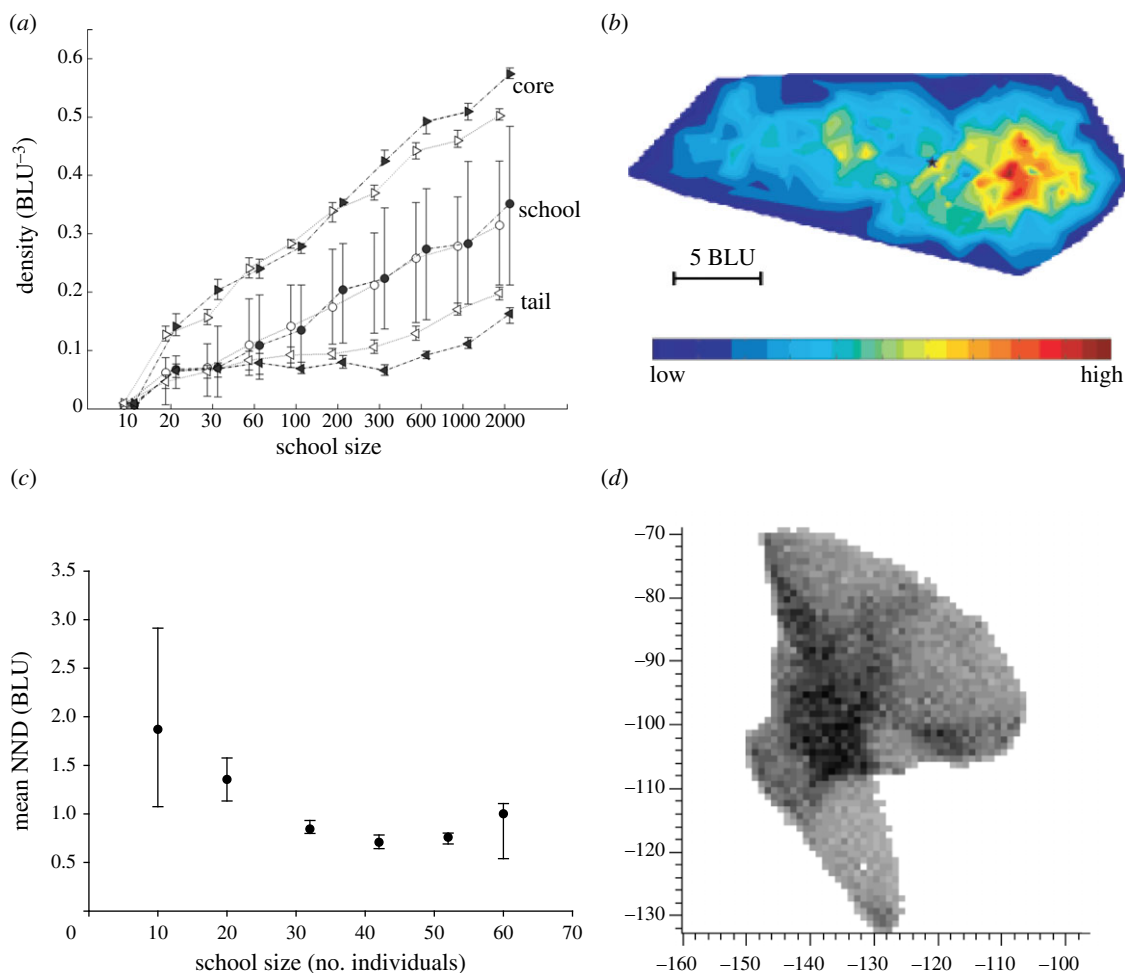 (a)
0.6
0.5
0.4
0.3
0.2
0.1
0
density (BLU⁻³)
core
school
tail
10 20 30 60 100 200 300 600 1000 2000
school size
(b)
5 BLU
low high
(c)
3.5
3.0
2.5
2.0
1.5
1.0
0.5
mean NND (BLU)
0 10 20 30 40 50 60 70
school size (no. individuals)
(d)
−70
−80
−90
−100
−110
−120
−130
−160 −150 −140 −130 −120 −110 −100